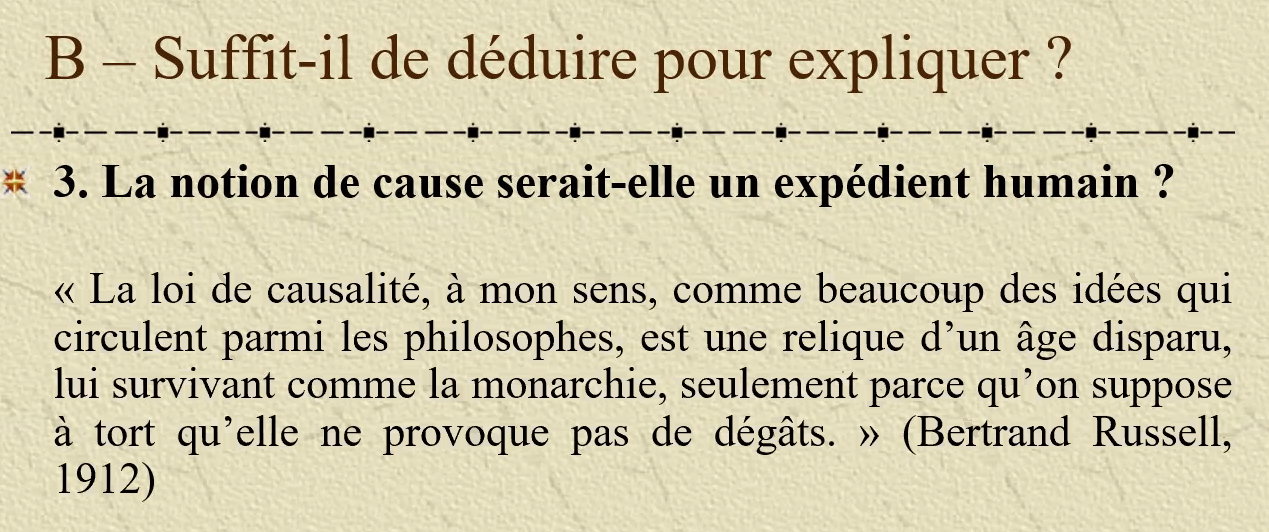 B – Suffit-il de déduire pour expliquer ?
3. La notion de cause serait-elle un expédient humain ?
« La loi de causalité, à mon sens, comme beaucoup des idées qui
circulent parmi les philosophes, est une relique d’un âge disparu,
lui survivant comme la monarchie, seulement parce qu’on suppose
à tort qu’elle ne provoque pas de dégâts. » (Bertrand Russell,
1912)